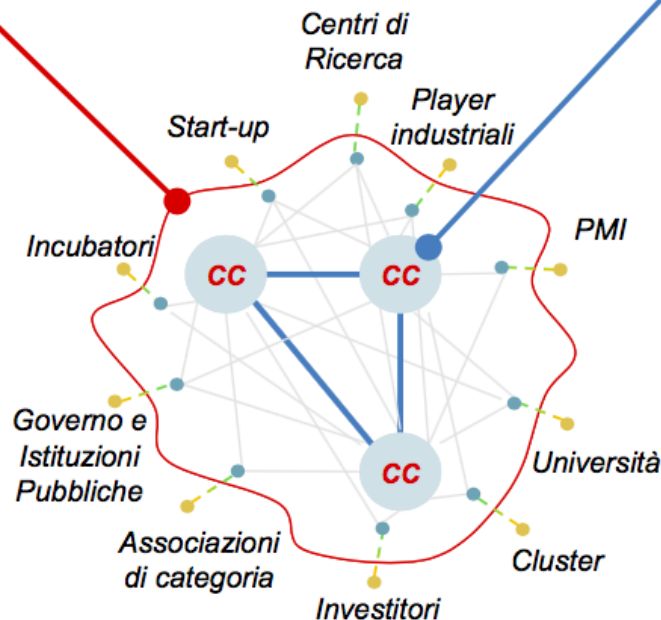 Centri di
Ricerca
Player
industriali
Start-up
PMI
Incubatori
CC
CC
Governo e
Istituzioni
Pubbliche
Università
CC
Associazioni
di categoria
Cluster
Investitori